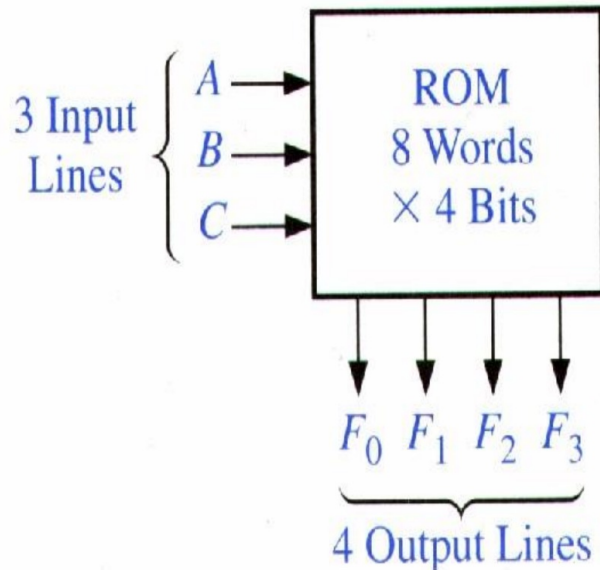 3 Input
Lines
A
B
C
ROM
8 Words
× 4 Bits
F₀ F₁ F₂ F₃
4 Output Lines